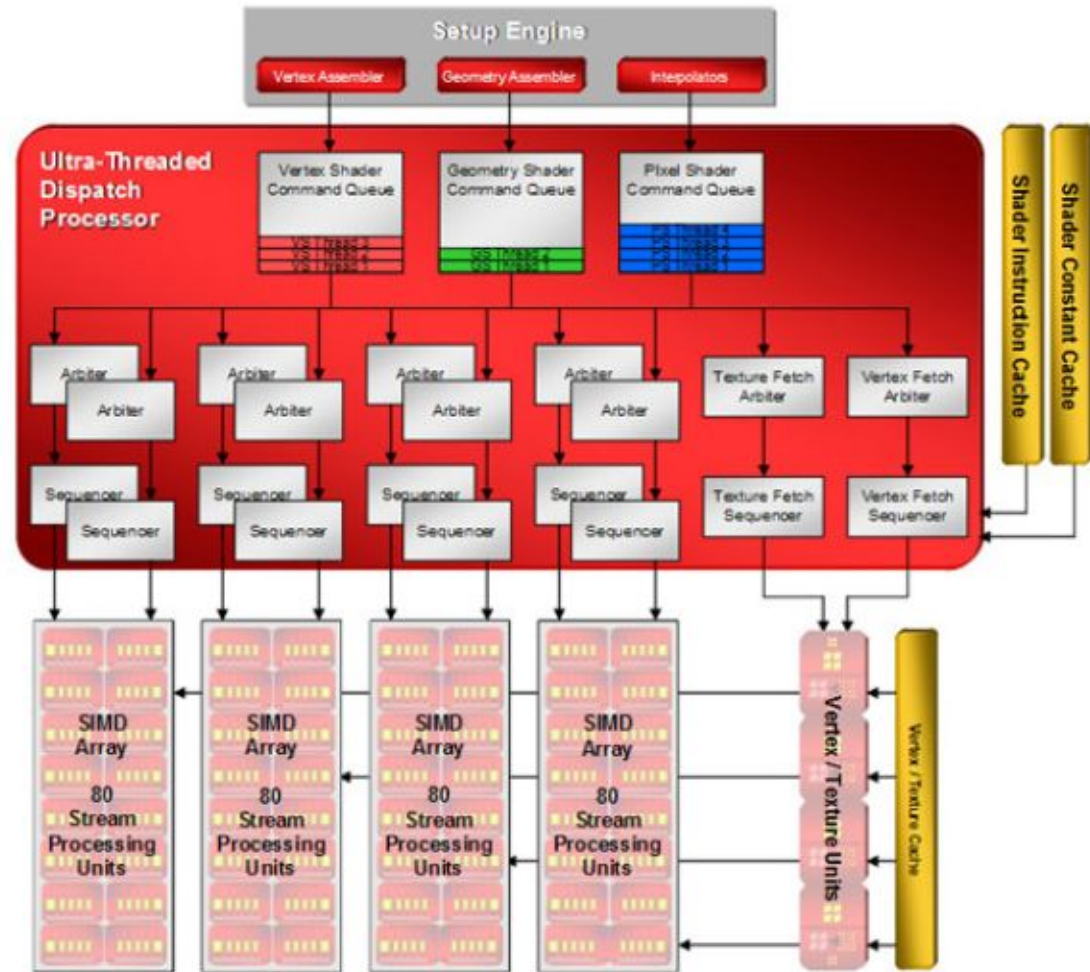 Setup Engine
Vertex Assembler
Geometry Assembler
Interpolators
Ultra-Threaded
Dispatch
Processor
Vertex Shader
Command Queue
Geometry Shader
Command Queue
Pixel Shader
Command Queue
Shader Instruction Cache
Shader Constant Cache
Arbiter
Arbiter
Arbiter
Arbiter
Arbiter
Arbiter
Arbiter
Arbiter
Texture Fetch
Arbiter
Vertex Fetch
Arbiter
Sequencer
Sequencer
Sequencer
Sequencer
Sequencer
Sequencer
Sequencer
Sequencer
Texture Fetch
Sequencer
Vertex Fetch
Sequencer
SIMD
Array
80
Stream
Processing
Units
SIMD
Array
80
Stream
Processing
Units
SIMD
Array
80
Stream
Processing
Units
SIMD
Array
80
Stream
Processing
Units
Vertex / Texture Units
Vertex / Texture Cache